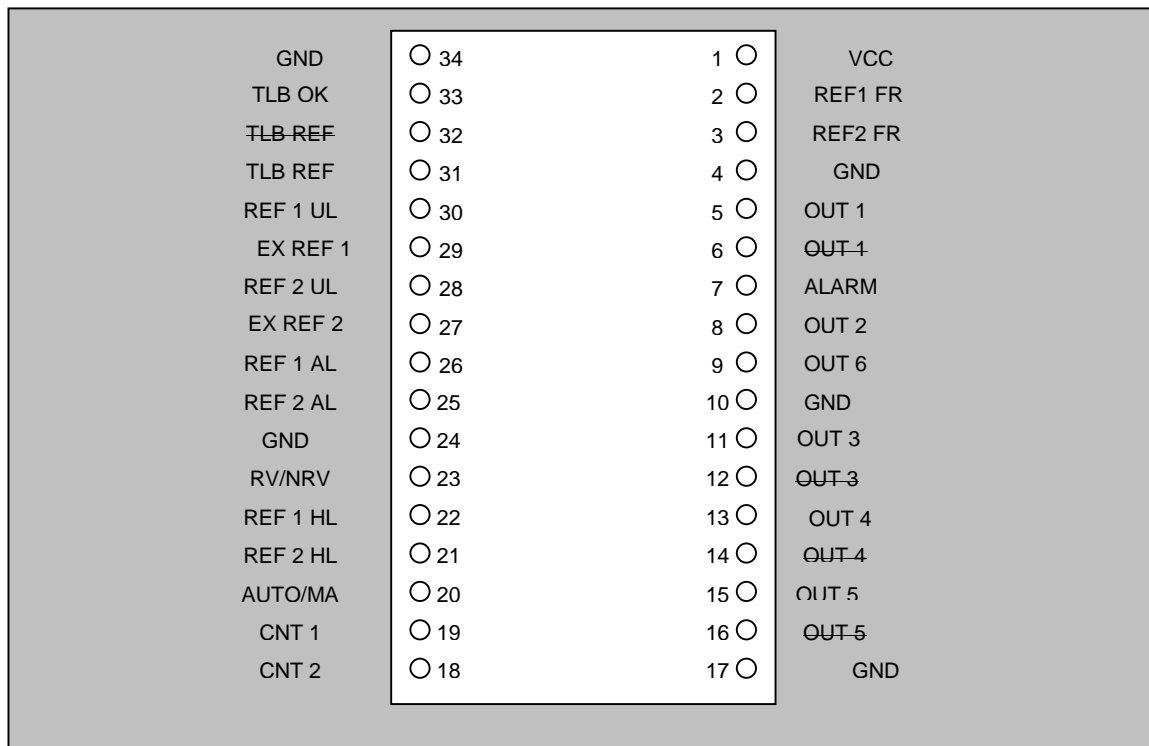 GND 34 1 VCC
TLB OK 33 2 REF1 FR
TLB REF 32 3 REF2 FR
TLB REF 31 4 GND
REF 1 UL 30 5 OUT 1
EX REF 1 29 6 OUT 1
REF 2 UL 28 7 ALARM
EX REF 2 27 8 OUT 2
REF 1 AL 26 9 OUT 6
REF 2 AL 25 10 GND
GND 24 11 OUT 3
RV/NRV 23 12 OUT 3
REF 1 HL 22 13 OUT 4
REF 2 HL 21 14 OUT 4
AUTO/MA 20 15 OUT 5
CNT 1 19 16 OUT 5
CNT 2 18 17 GND